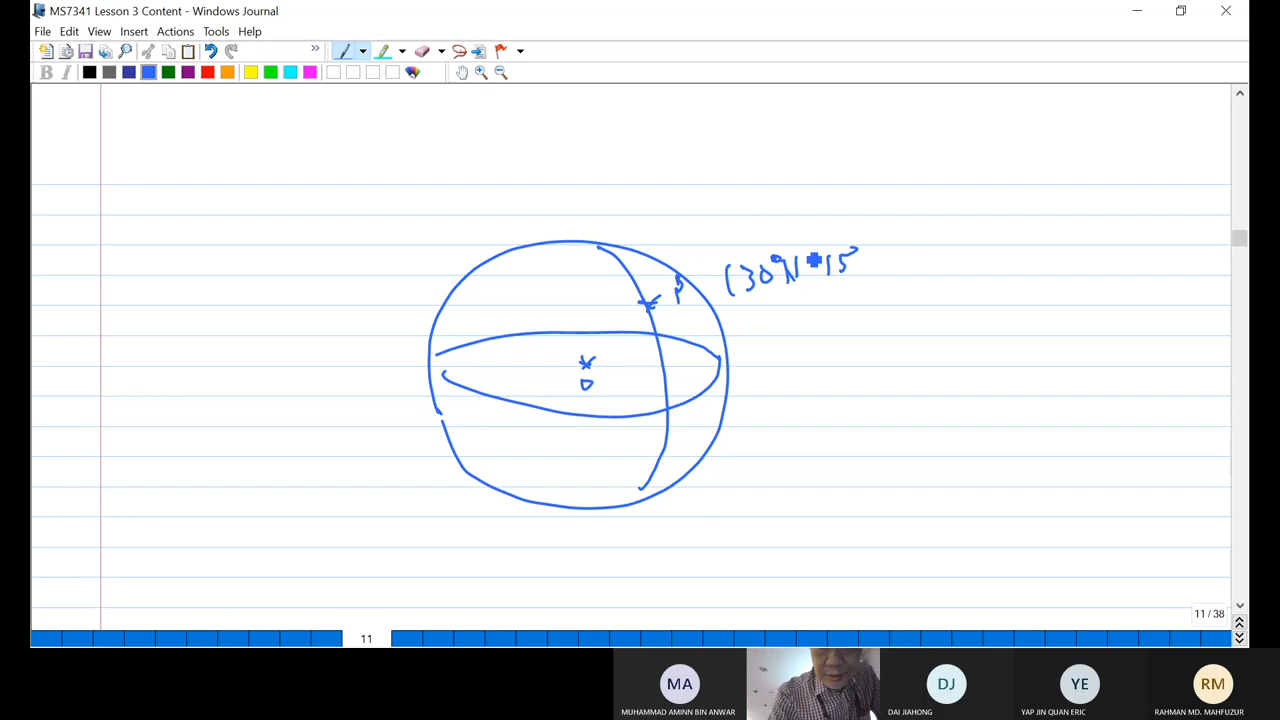 MS7341 Lesson 3 Content - Windows Journal
File Edit View Insert Actions Tools Help
»
B I
P
(30°N, 15°
O
11 / 38
11
MA
DJ
YE
RM
MUHAMMAD AMINN BIN ANWAR
DAI JIAHONG
YAP JIN QUAN ERIC
RAHMAN MD. MAHFUZUR